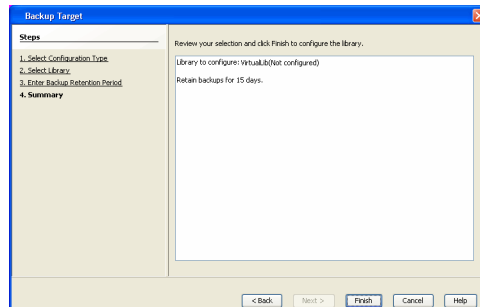 Backup Target
Steps
1. Select Configuration Type
2. Select Library
3. Enter Backup Retention Period
4. Summary
Review your selection and click Finish to configure the library.
Library to configure: VirtualLib(Not configured)
Retain backups for 15 days.
< Back
Next >
Finish
Cancel
Help